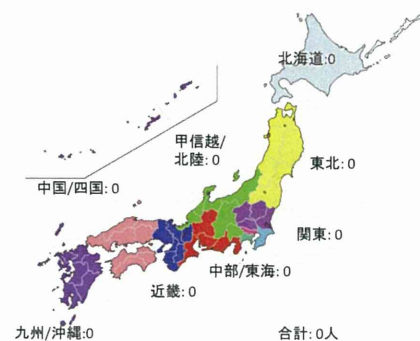 北海道:0
甲信越/
北陸: 0
東北: 0
中国/四国: 0
関東: 0
中部/東海: 0
近畿: 0
九州/沖縄:0
合計: 0人